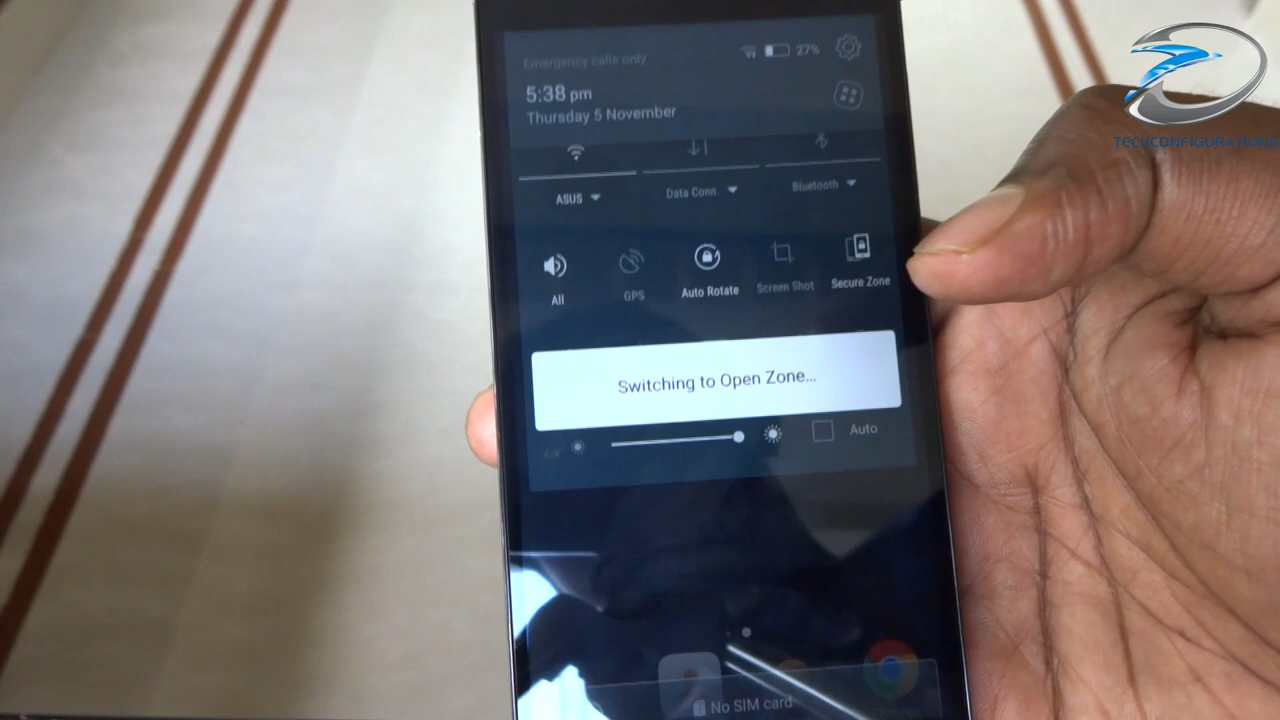 Emergency calls only
27%
5:38 pm
Thursday 5 November
TECHCONFIGURATIONS
ASUS
Data Conn.
Bluetooth
All
GPS
Auto Rotate
Screen Shot
Secure Zone
Switching to Open Zone...
Auto
No SIM card